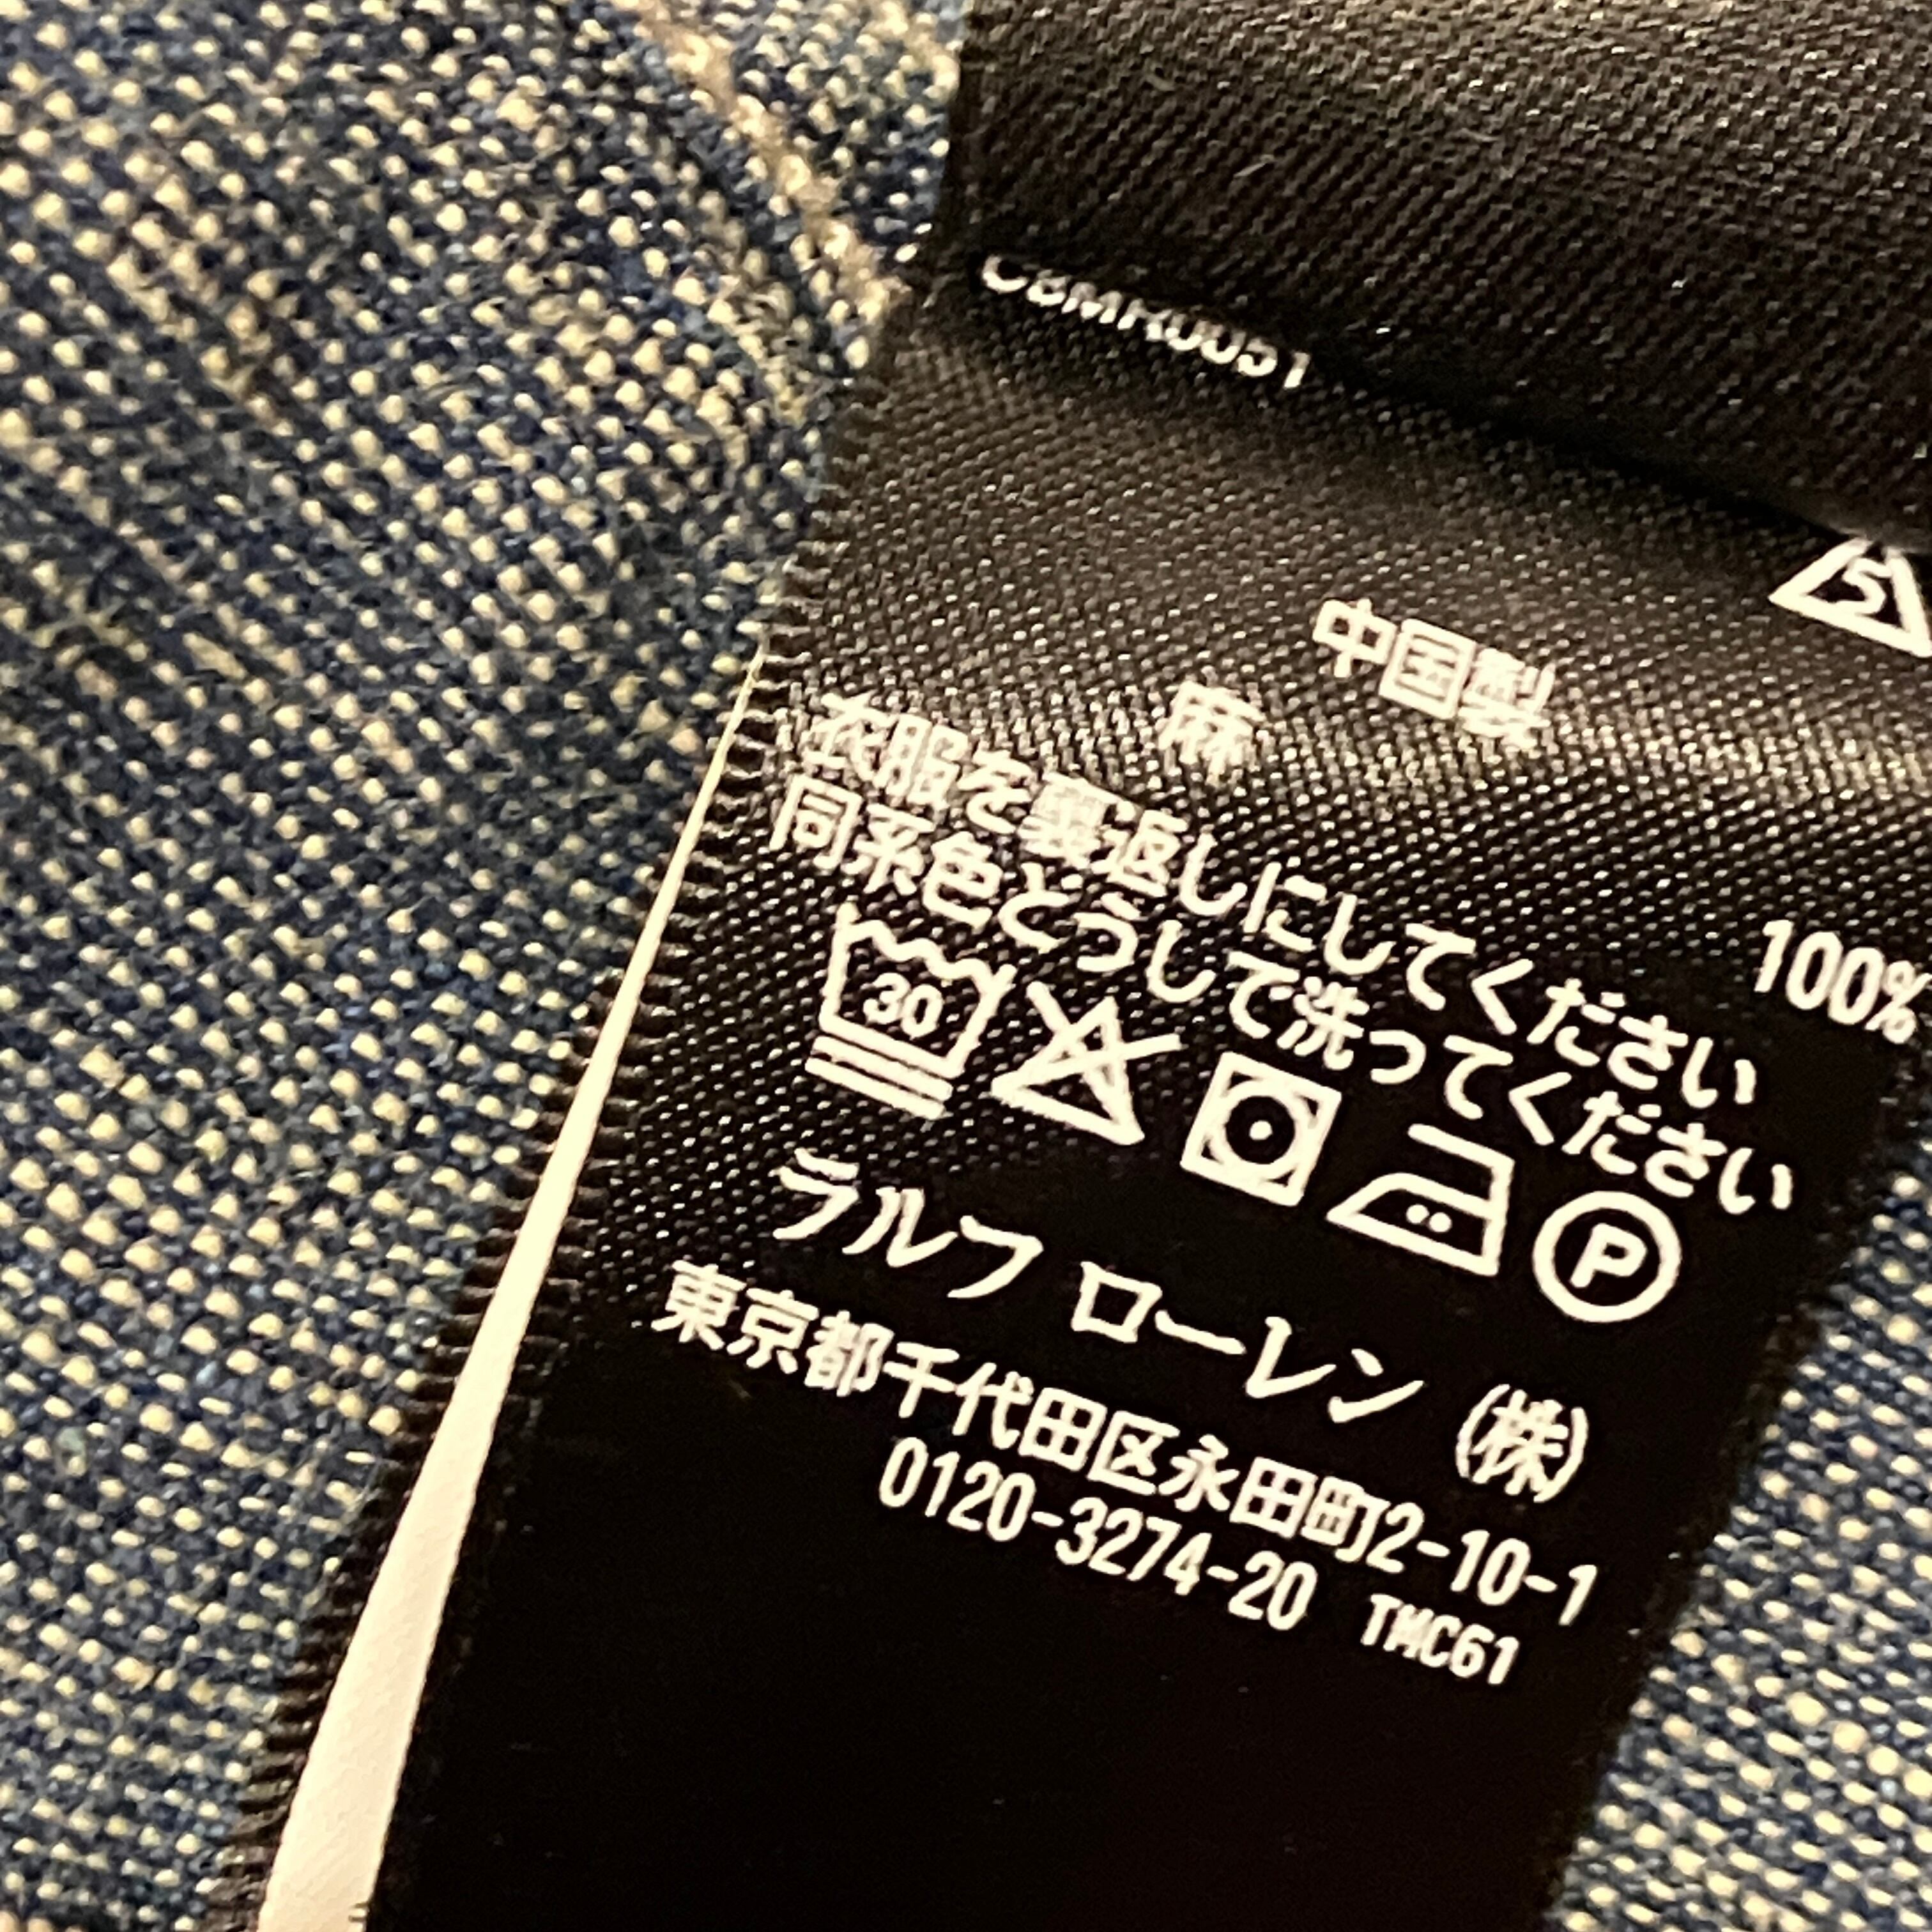 C8MK0051
5
中国製
麻 100%
衣服を裏返しにしてください
同系色どうしで洗ってください
30
P
ラルフ ローレン (株)
東京都千代田区永田町2-10-1
0120-3274-20 TMC61